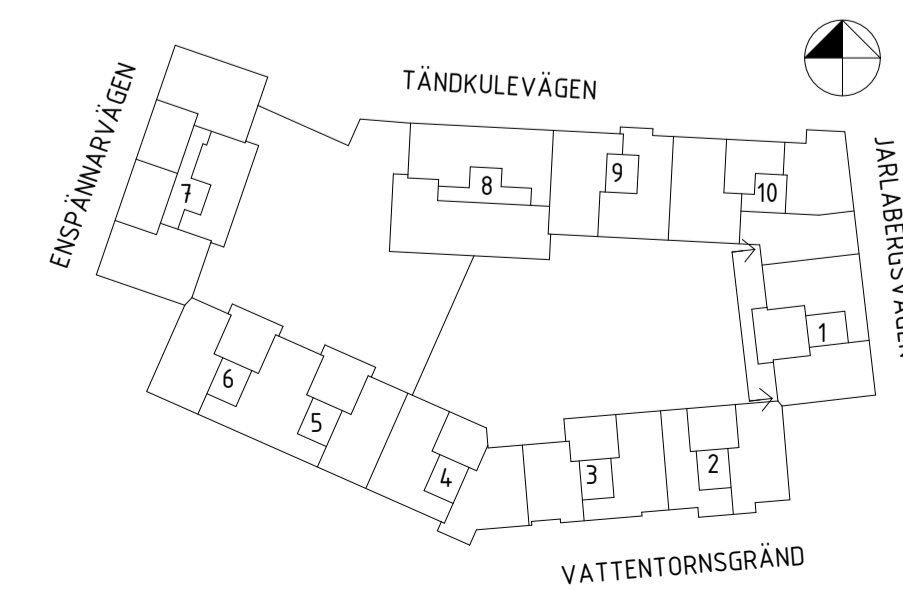 TÄNDKULEVÄGEN
ENSPÄNNARVÄGEN
JARLABERGSVÄGEN
7
8
9
10
1
6
5
4
3
2
VATTENTORNSGRÄND